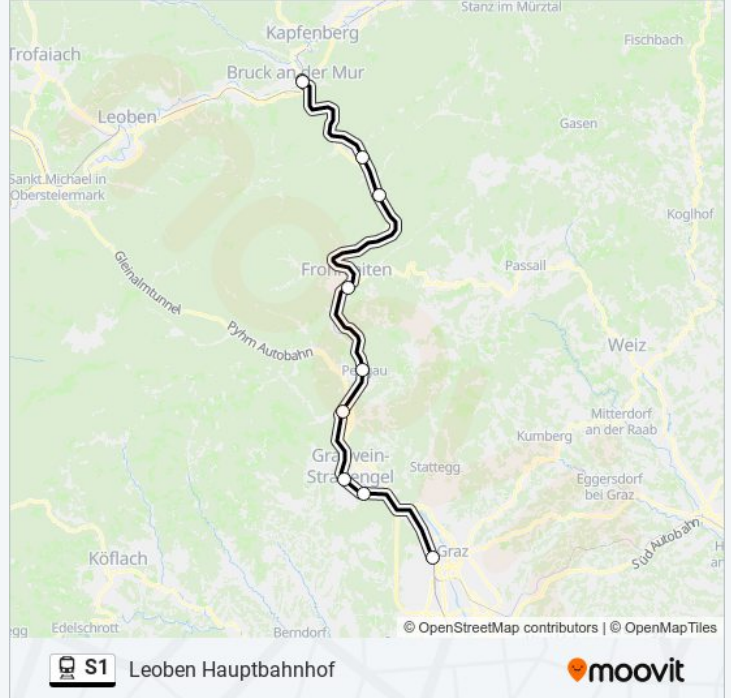 Stanz im Mürztal
Kapfenberg
Fischbach
Trofaiach
Bruck an der Mur
Leoben
Gasen
Sankt Michael in
Obersteiermark
Koglhof
Gleinalmtunnel
Passail
Pyhrn Autobahn
Weiz
Mitterdorf
an der Raab
Kumberg
Stattegg
Eggersdorf
bei Graz
Süd Autobahn
Graz
Köflach
Edelschrott
Berndorf
© OpenStreetMap contributors | © OpenMapTiles
S1 Leoben Hauptbahnhof
moovit